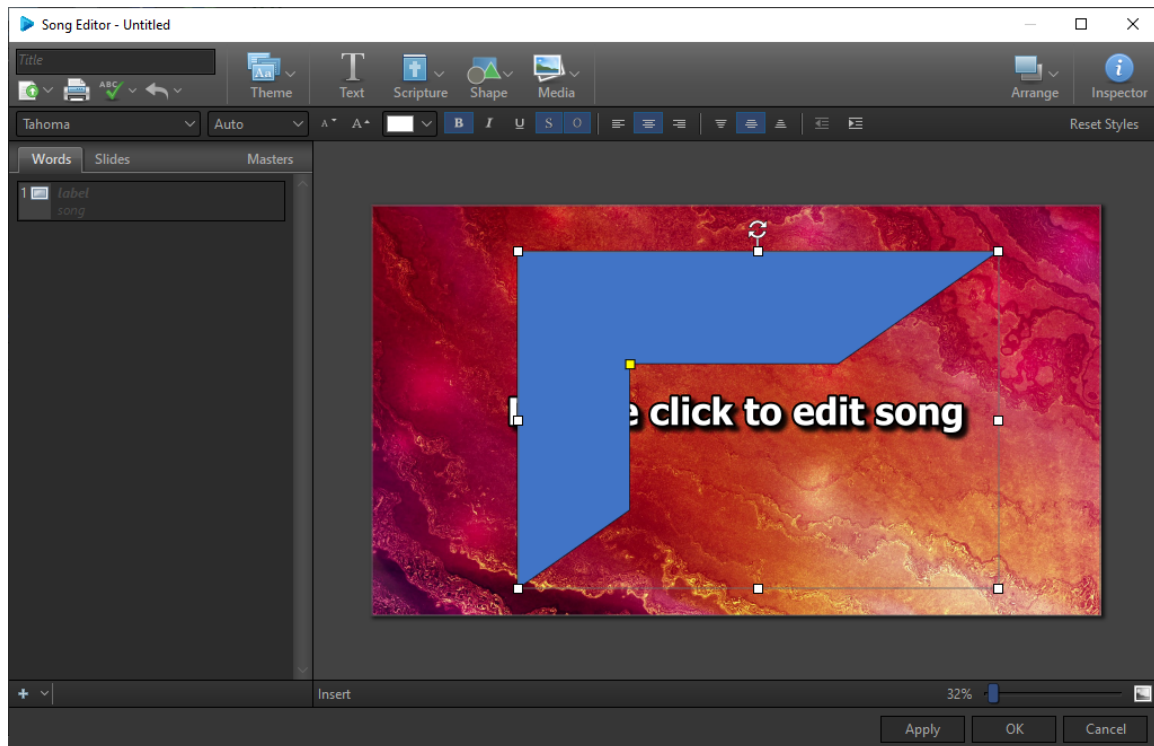 Song Editor - Untitled
Title
Theme
Text
Scripture
Shape
Media
Arrange
Inspector
Tahoma
Auto
B I U S O
Reset Styles
Words Slides Masters
1 label
song
click to edit song
Insert
32%
Apply OK Cancel